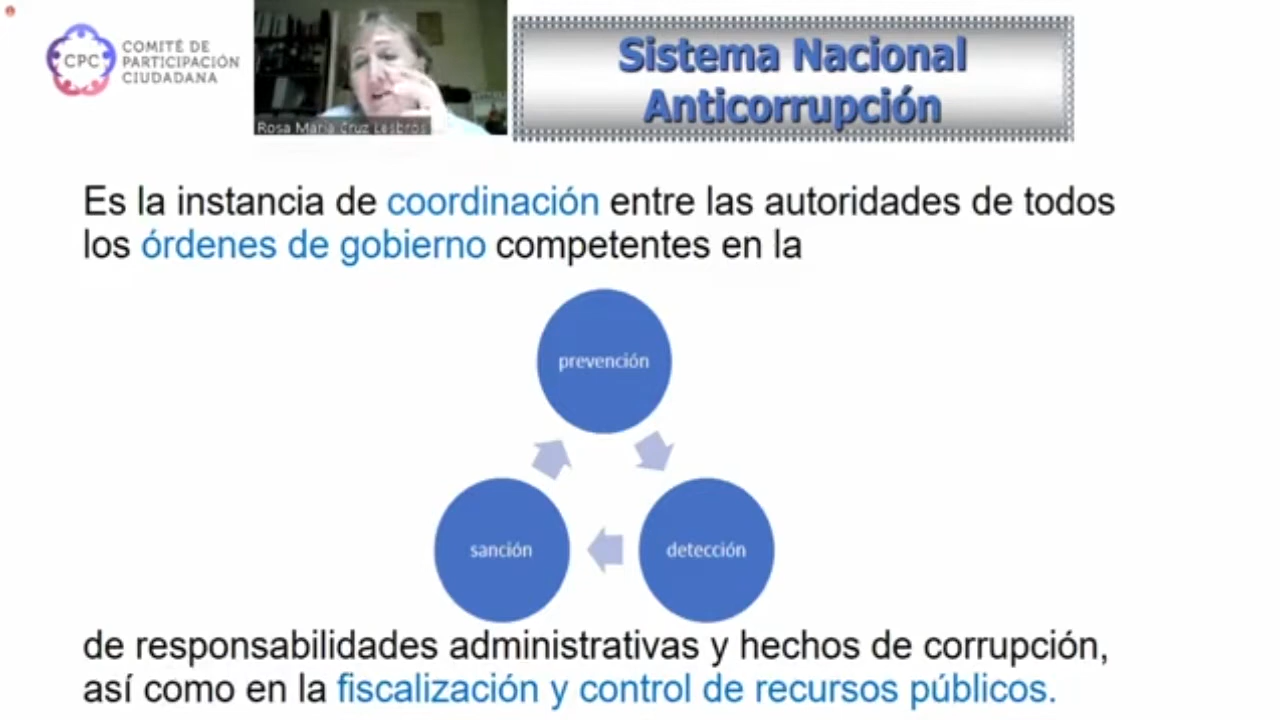 CPC
COMITÉ DE
PARTICIPACIÓN
CIUDADANA
Rosa María Cruz Lesbros
Sistema Nacional
Anticorrupción
Es la instancia de coordinación entre las autoridades de todos
los órdenes de gobierno competentes en la
prevención
sanción
detección
de responsabilidades administrativas y hechos de corrupción,
así como en la fiscalización y control de recursos públicos.